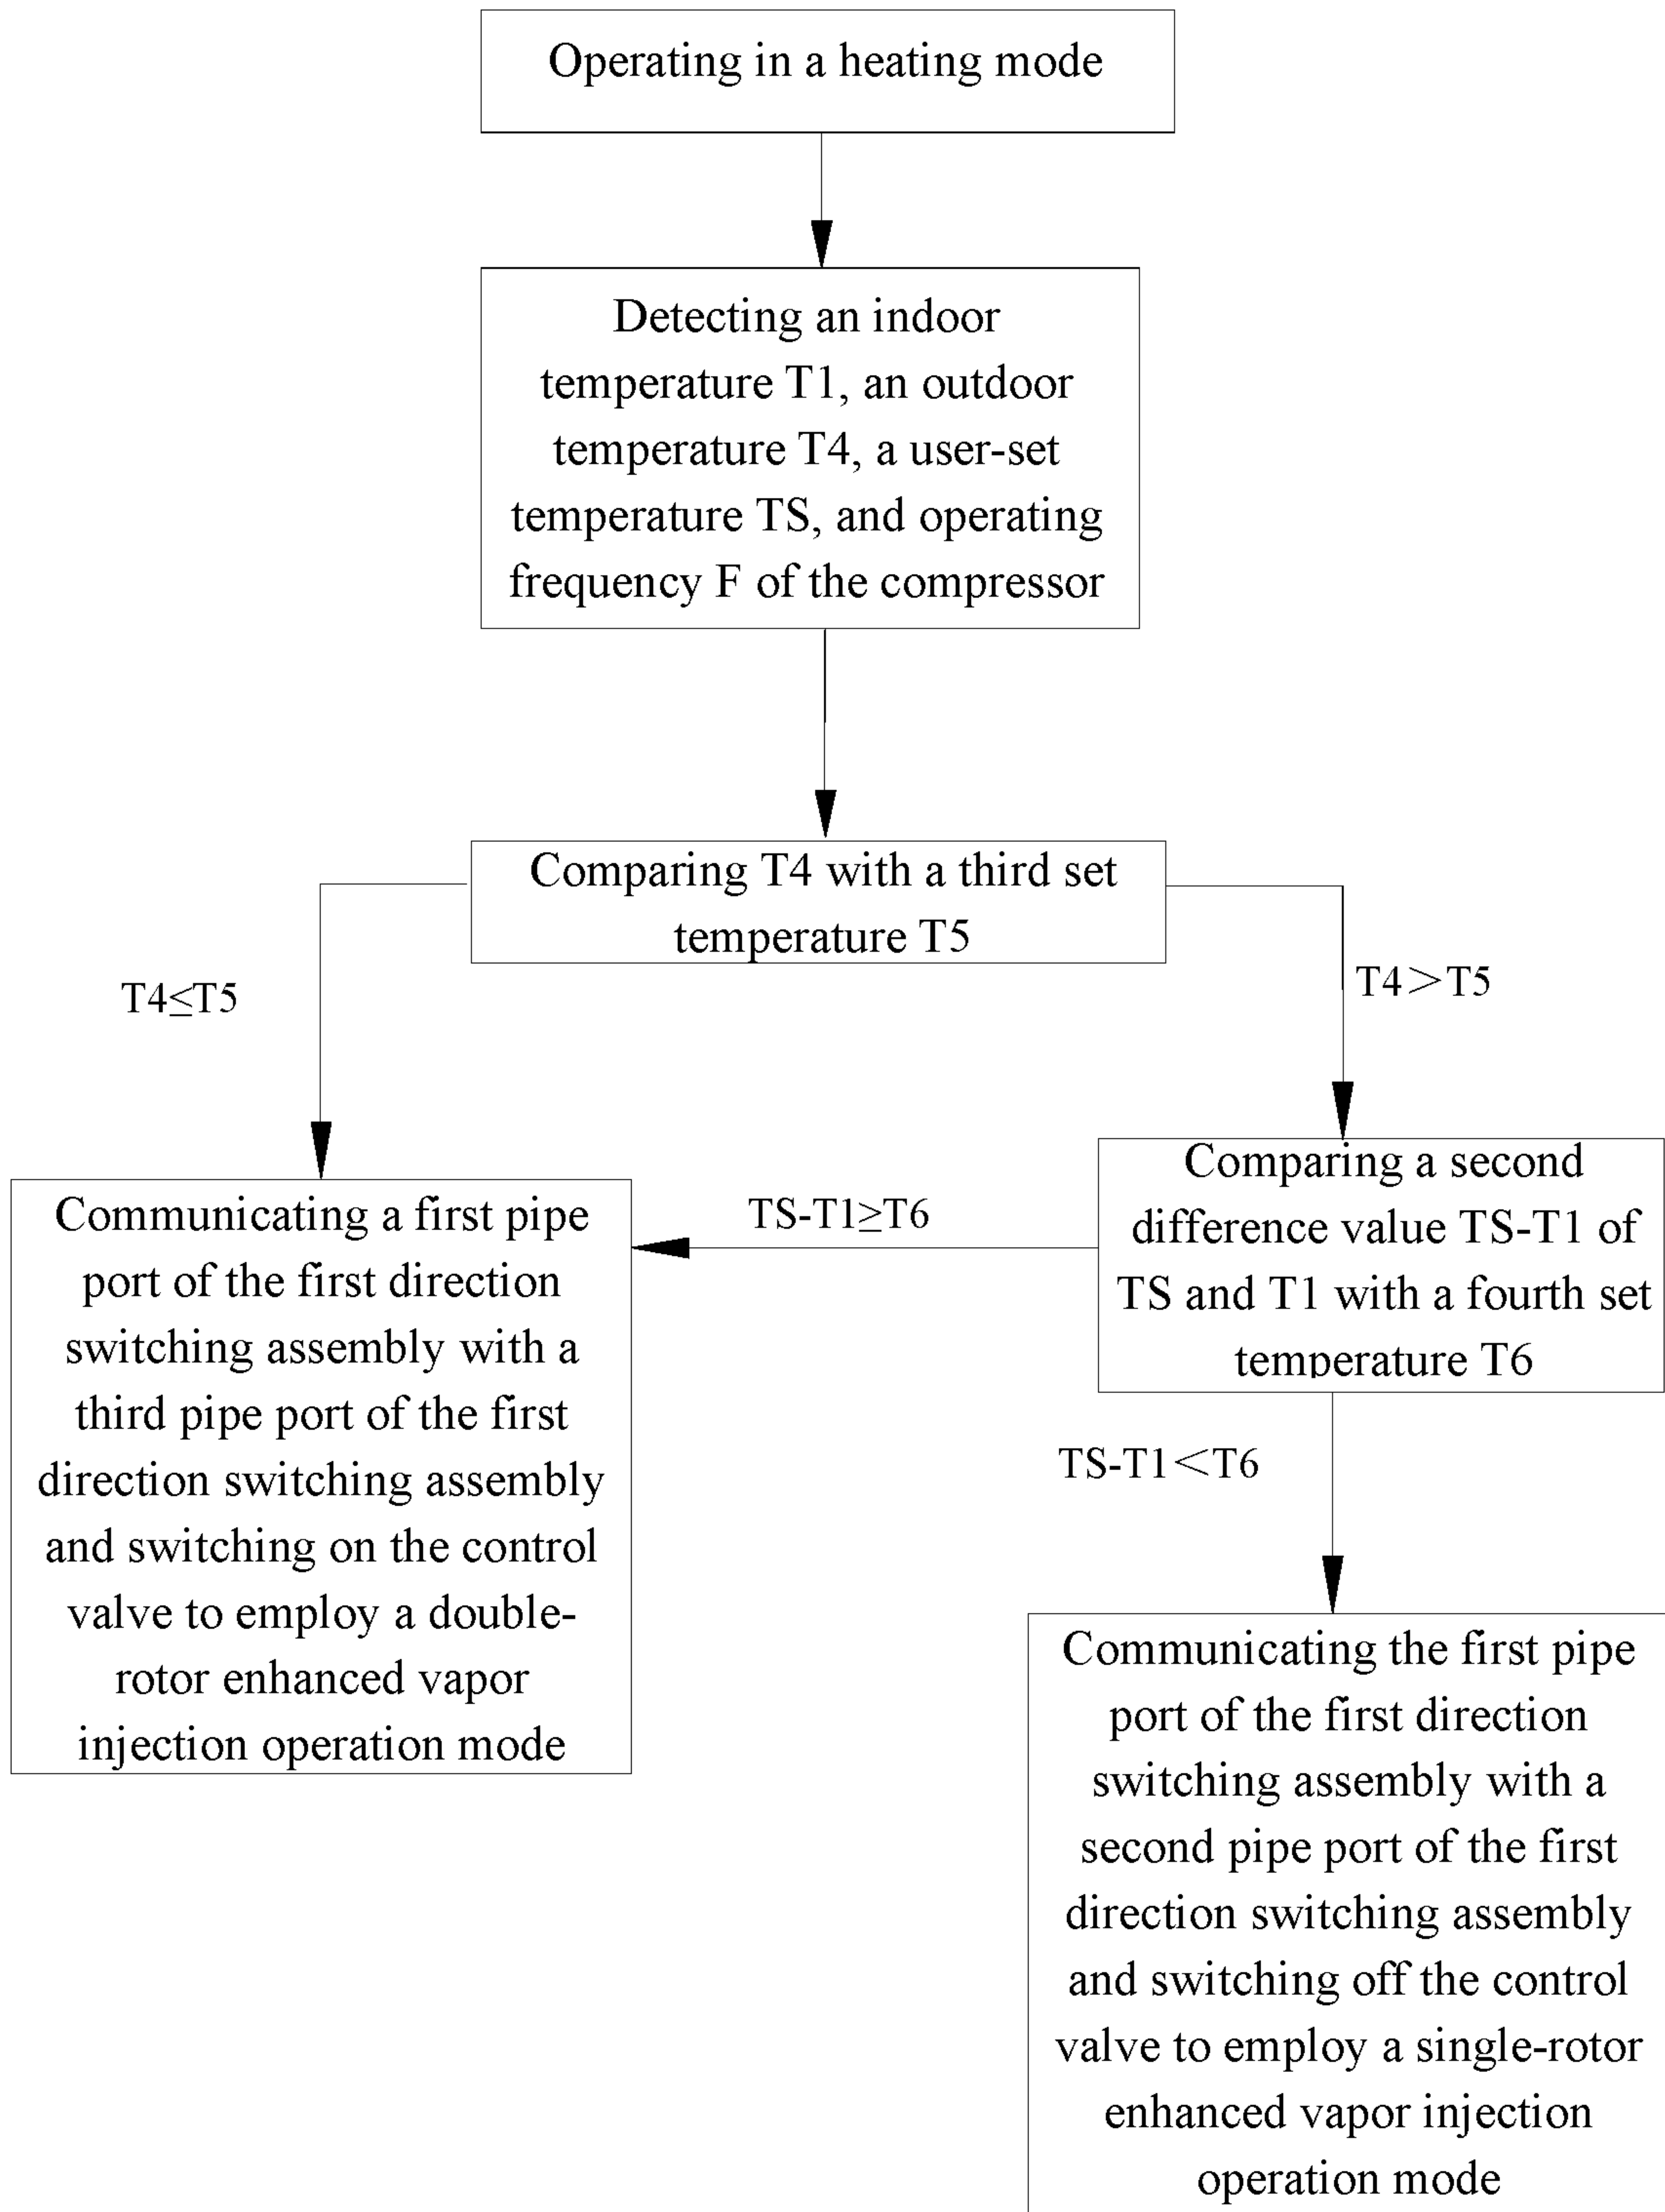 Operating in a heating mode
Detecting an indoor
temperature T1, an outdoor
temperature T4, a user-set
temperature TS, and operating
frequency F of the compressor
Comparing T4 with a third set
temperature T5
T4≤T5
T4＞T5
Comparing a second
difference value TS-T1 of
TS and T1 with a fourth set
temperature T6
TS-T1≥T6
Communicating a first pipe
port of the first direction
switching assembly with a
third pipe port of the first
direction switching assembly
and switching on the control
valve to employ a double-
rotor enhanced vapor
injection operation mode
TS-T1＜T6
Communicating the first pipe
port of the first direction
switching assembly with a
second pipe port of the first
direction switching assembly
and switching off the control
valve to employ a single-rotor
enhanced vapor injection
operation mode